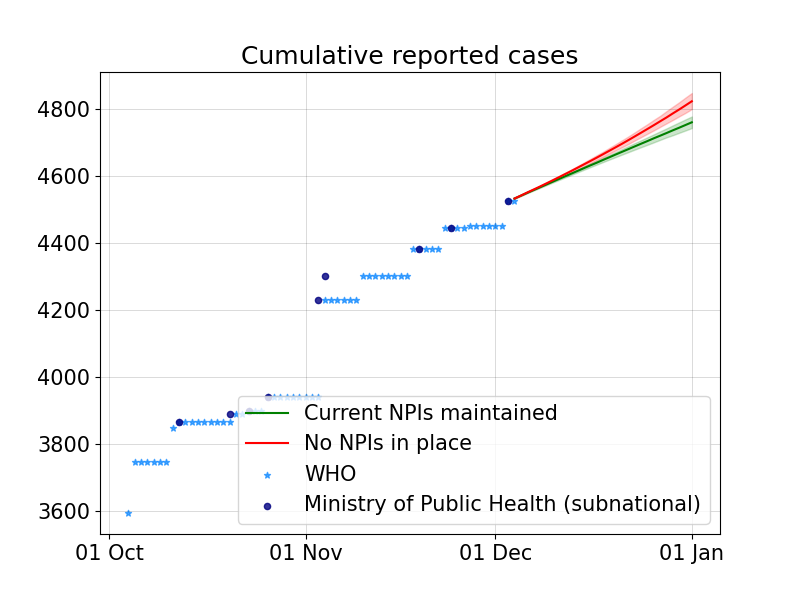 Cumulative reported cases
4800
4600
4400
4200
4000
3800
3600
Current NPIs maintained
No NPIs in place
WHO
Ministry of Public Health (subnational)
01 Oct 01 Nov 01 Dec 01 Jan